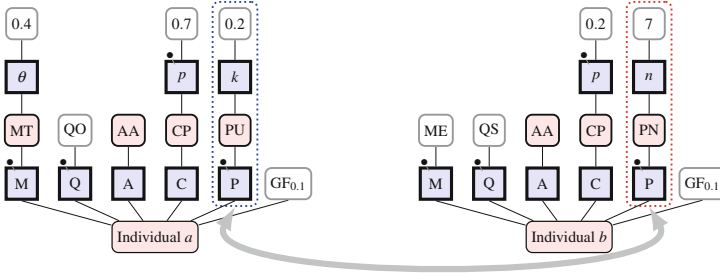 0.4 0.7 0.2 0.2 7
θ p k p n
MT QO AA CP PU ME QS AA CP PN
M Q A C P GF0.1 M Q A C P GF0.1
Individual a Individual b